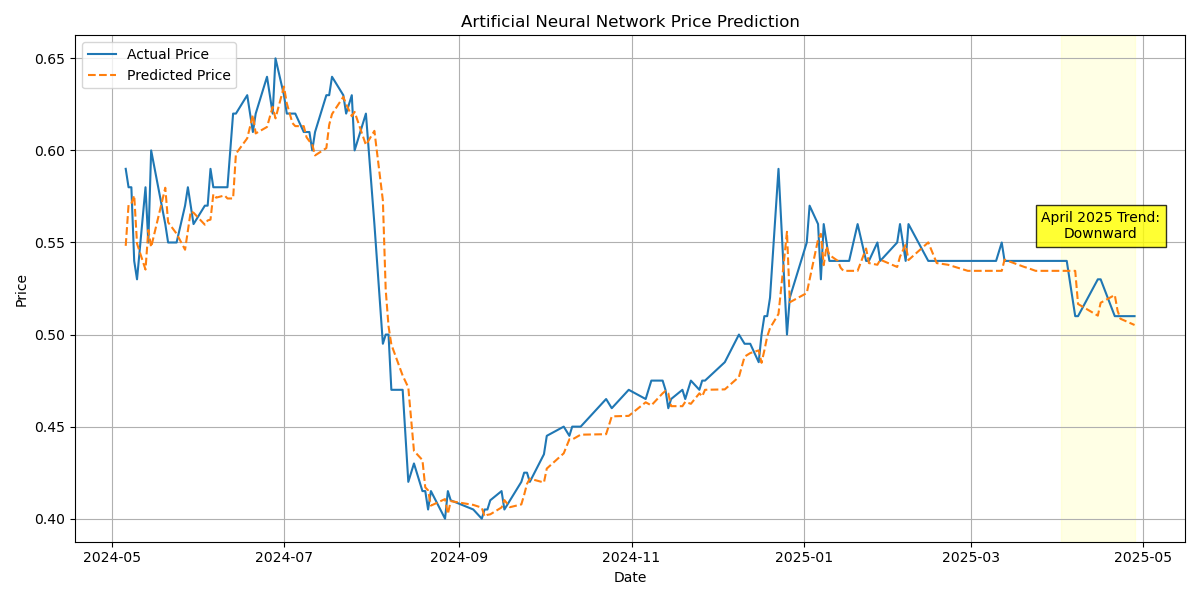 Artificial Neural Network Price Prediction
Actual Price
Predicted Price
0.65
0.60
0.55
0.50
0.45
0.40
Price
April 2025 Trend:
Downward
2024-05
2024-07
2024-09
2024-11
2025-01
2025-03
2025-05
Date